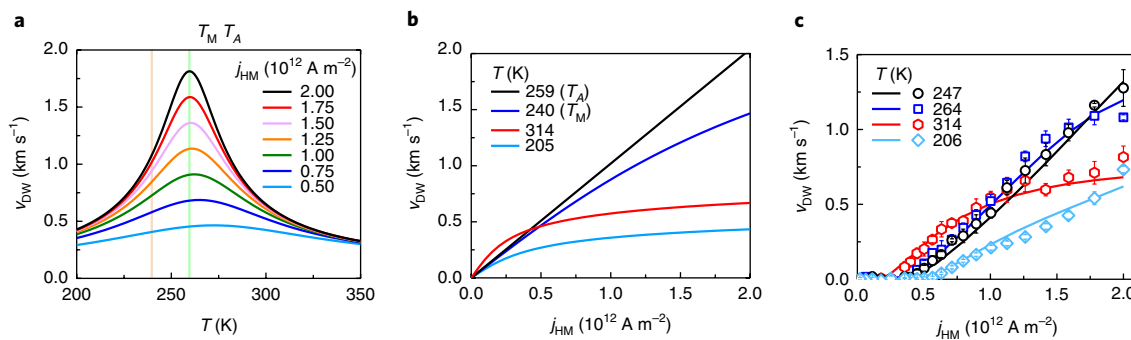 a
T_M T_A
j_HM (10^12 A m^−2)
2.00
1.75
1.50
1.25
1.00
0.75
0.50
v_DW (km s^−1)
2.0
1.5
1.0
0.5
0.0
200 250 300 350
T (K)
b
T (K)
259 (T_A)
240 (T_M)
314
205
v_DW (km s^−1)
2.0
1.5
1.0
0.5
0.0
0.0 0.5 1.0 1.5 2.0
j_HM (10^12 A m^−2)
c
T (K)
247
264
314
206
v_DW (km s^−1)
1.5
1.0
0.5
0.0
0.0 0.5 1.0 1.5 2.0
j_HM (10^12 A m^−2)